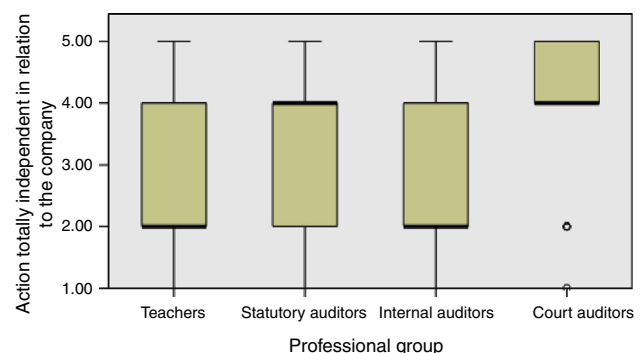 Action totally independent in relation
to the company
5.00
4.00
3.00
2.00
1.00
Teachers
Statutory auditors
Internal auditors
Court auditors
Professional group